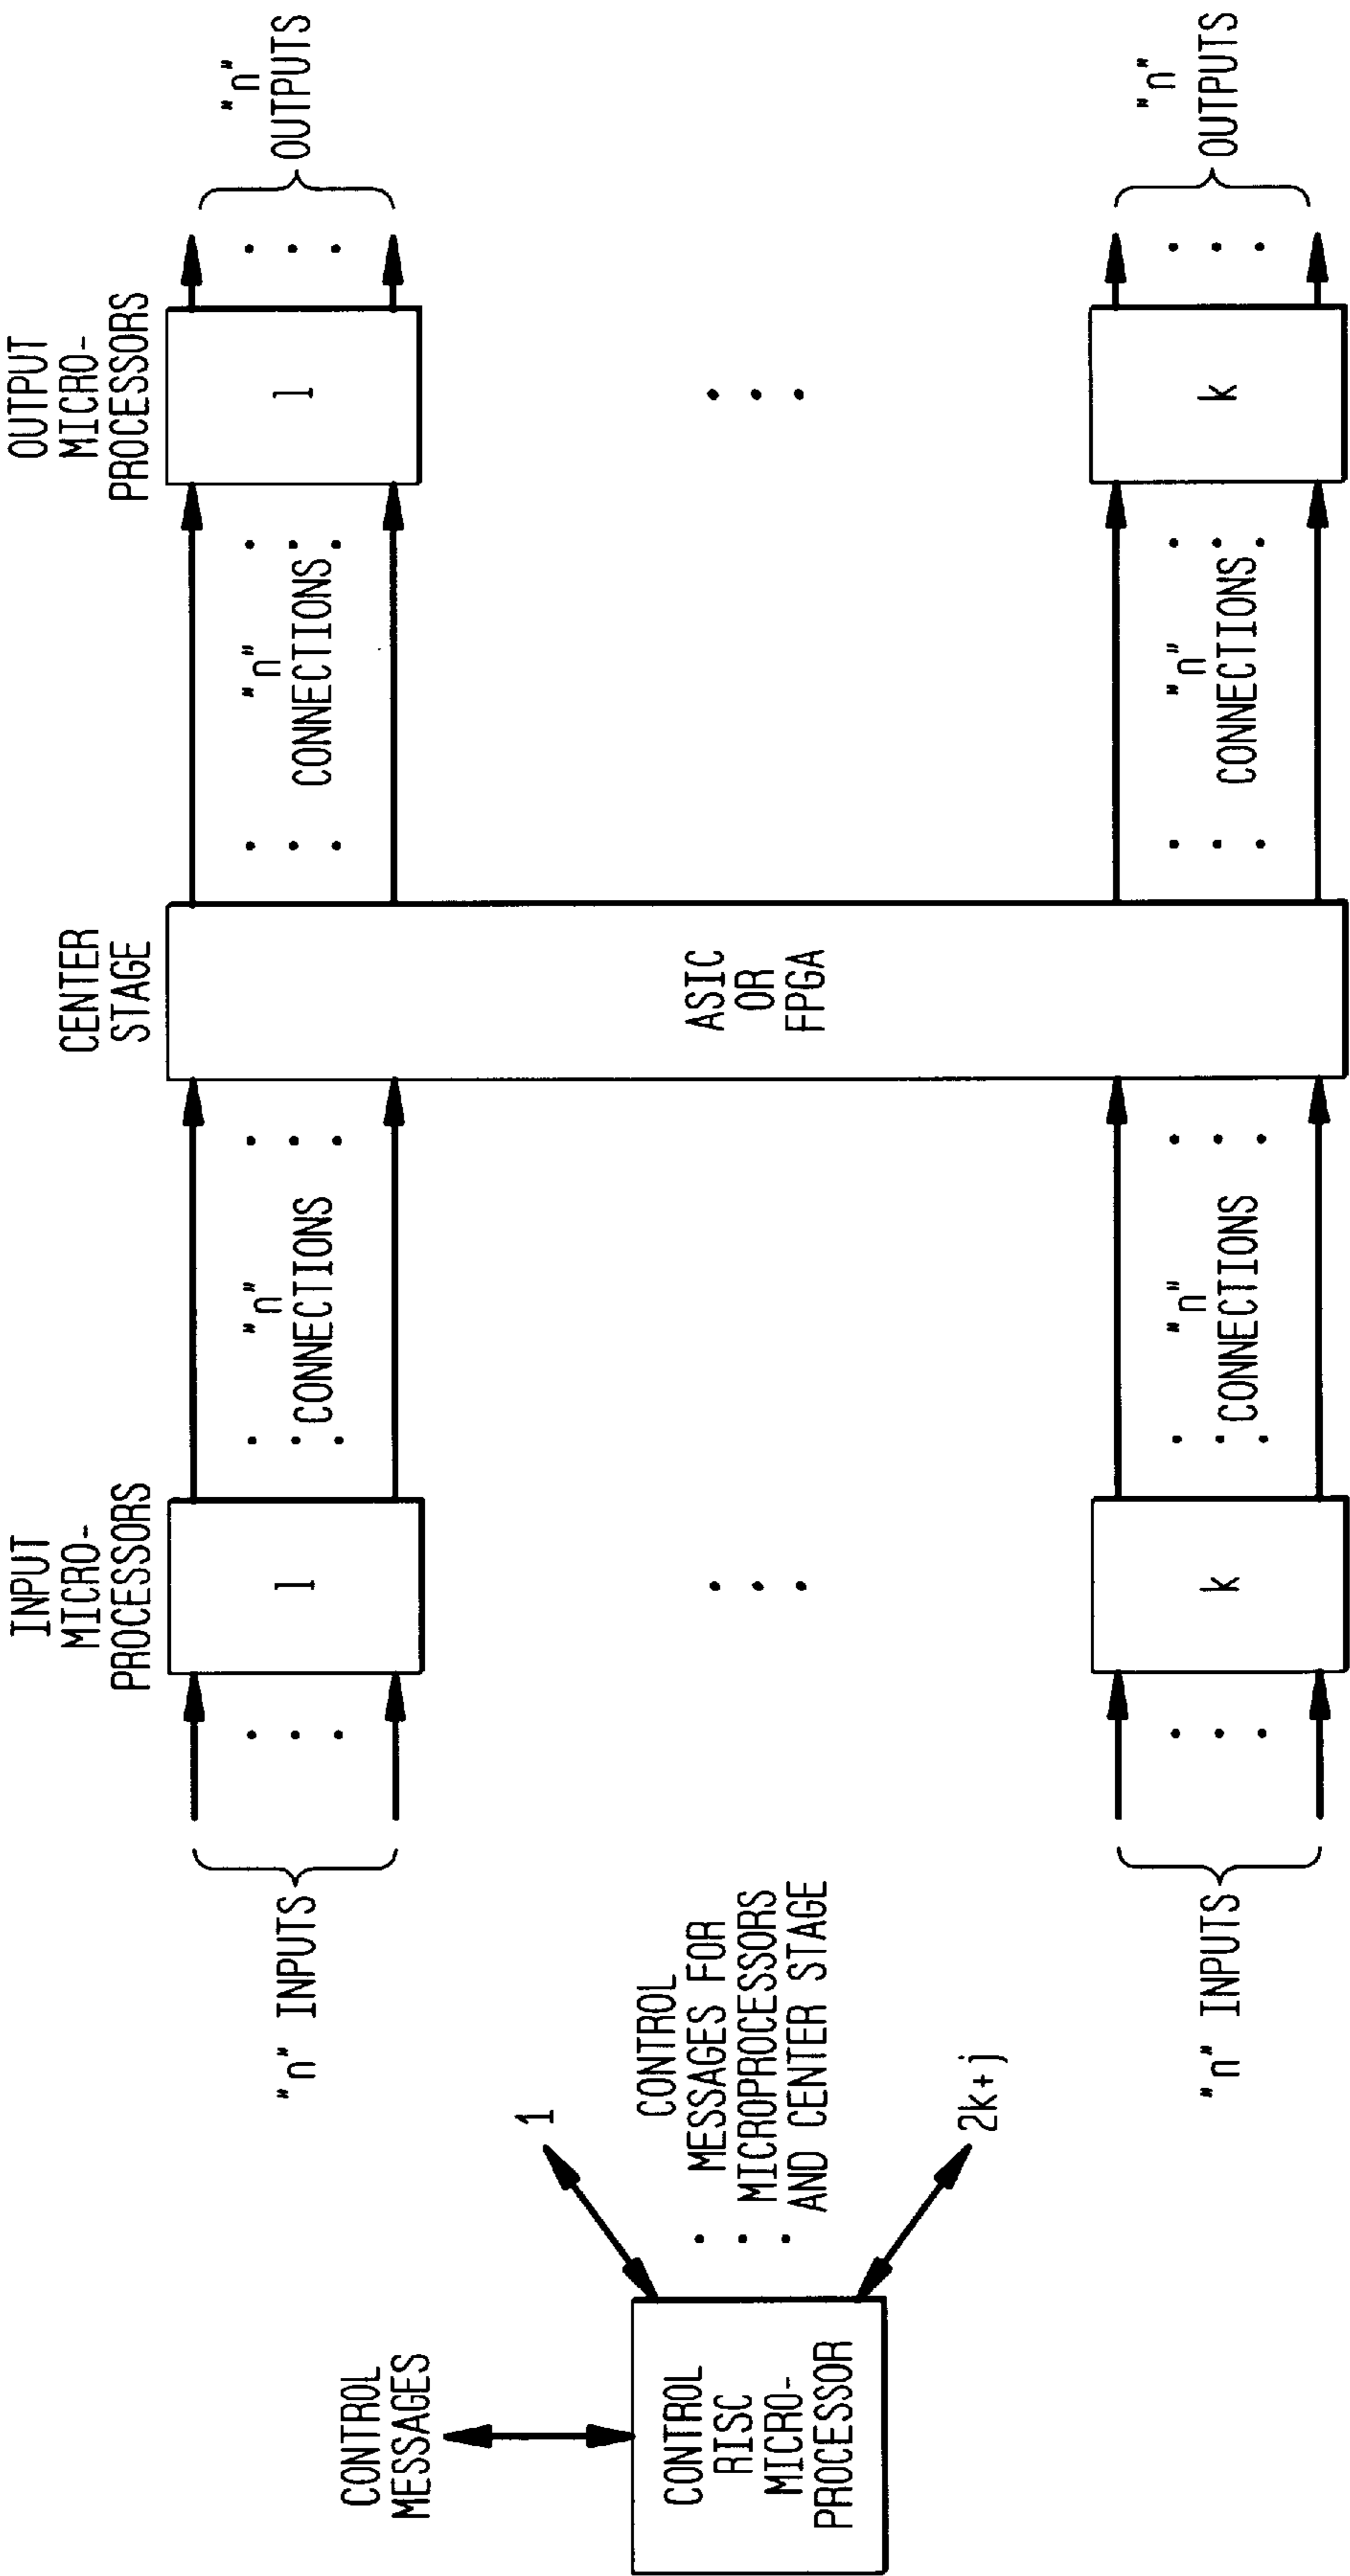 INPUT
MICRO-
PROCESSORS
CENTER
STAGE
OUTPUT
MICRO-
PROCESSORS
"n" INPUTS
1
"n"
CONNECTIONS
"n"
CONNECTIONS
1
"n"
OUTPUTS
CONTROL
MESSAGES
CONTROL
RISC
MICRO-
PROCESSOR
1
CONTROL
MESSAGES FOR
MICROPROCESSORS
AND CENTER STAGE
2k+j
ASIC
OR
FPGA
"n" INPUTS
k
"n"
CONNECTIONS
"n"
CONNECTIONS
k
"n"
OUTPUTS